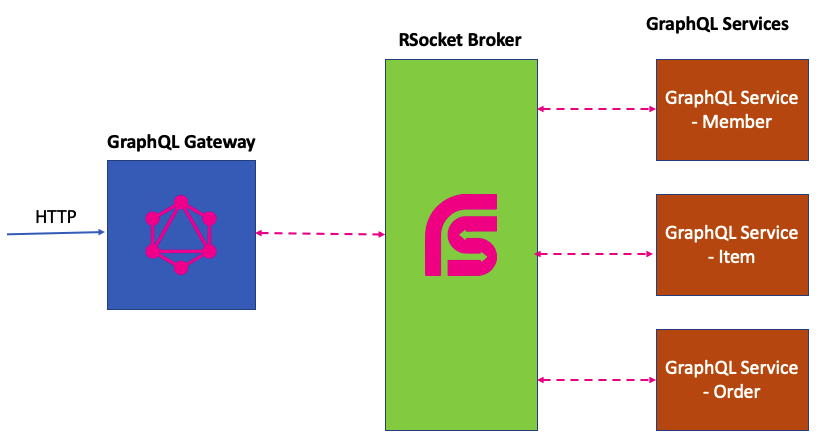 GraphQL Services
RSocket Broker
GraphQL Gateway
HTTP
GraphQL Service
- Member
GraphQL Service
- Item
GraphQL Service
- Order